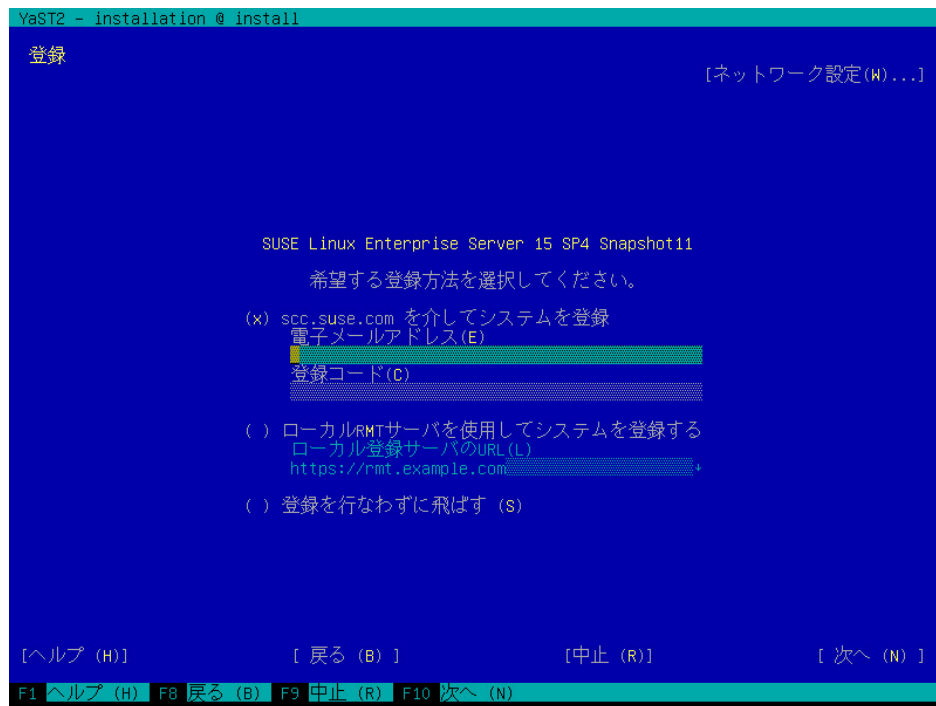 YaST2 - installation @ install
登録
[ネットワーク設定(W)...]
SUSE Linux Enterprise Server 15 SP4 Snapshot11
希望する登録方法を選択してください。
(x) scc.suse.com を介してシステムを登録
電子メールアドレス(E)
登録コード(C)
( ) ローカルRMTサーバを使用してシステムを登録する
ローカル登録サーバのURL(L)
https://rmt.example.com
( ) 登録を行なわずに飛ばす (S)
[ヘルプ (H)] [ 戻る (B) ] [中止 (R)] [ 次へ (N) ]
F1 ヘルプ (H) F8 戻る (B) F9 中止 (R) F10 次へ (N)